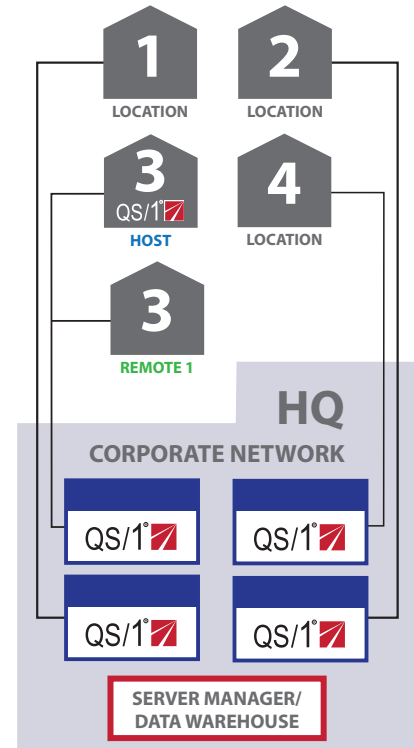 1
2
LOCATION
LOCATION
3
4
QS/1®
HOST
LOCATION
3
REMOTE 1
HQ
CORPORATE NETWORK
QS/1®
QS/1®
QS/1®
QS/1®
SERVER MANAGER/
DATA WAREHOUSE